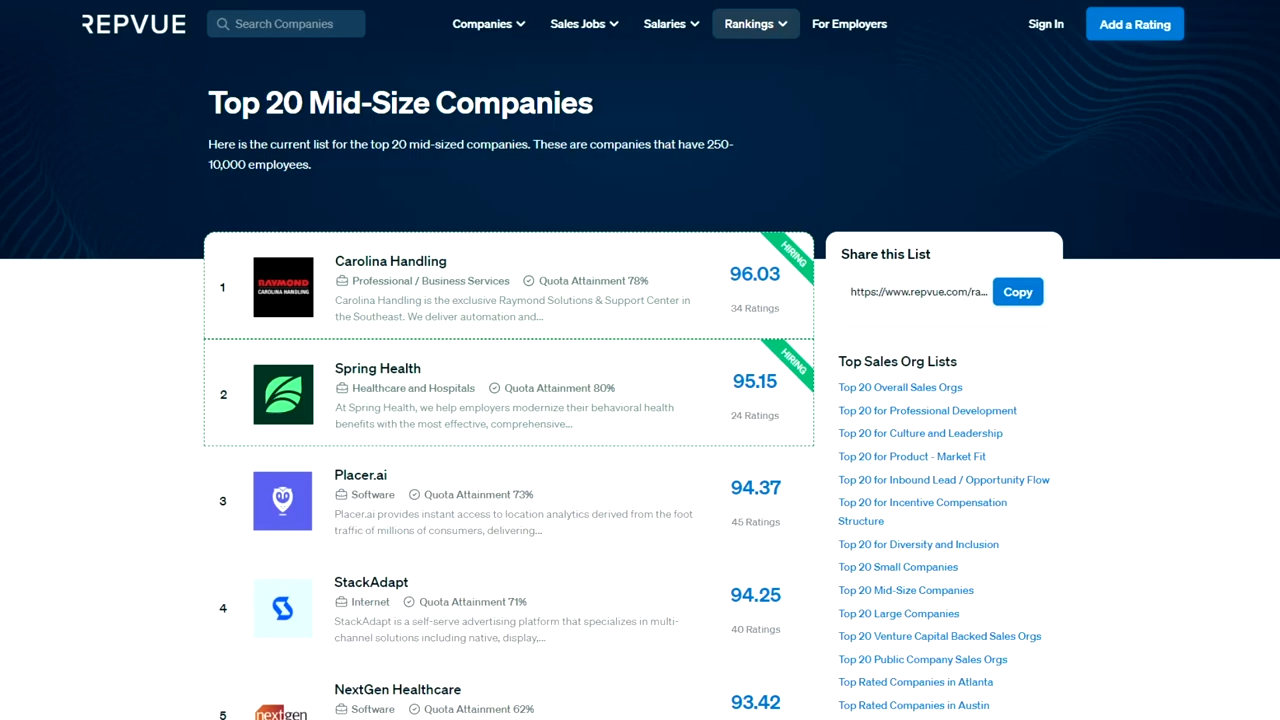 REPVUE
Search Companies
Companies
Sales Jobs
Salaries
Rankings
For Employers
Sign In
Add a Rating
Top 20 Mid-Size Companies
Here is the current list for the top 20 mid-sized companies. These are companies that have 250-
10,000 employees.
1
RAYMOND
CAROLINA HANDLING
Carolina Handling
Professional / Business Services
Quota Attainment 78%
Carolina Handling is the exclusive Raymond Solutions & Support Center in
the Southeast. We deliver automation and...
96.03
34 Ratings
HIRING
2
Spring Health
Healthcare and Hospitals
Quota Attainment 80%
At Spring Health, we help employers modernize their behavioral health
benefits with the most effective, comprehensive...
95.15
24 Ratings
HIRING
3
Placer.ai
Software
Quota Attainment 73%
Placer.ai provides instant access to location analytics derived from the foot
traffic of millions of consumers, delivering...
94.37
45 Ratings
4
StackAdapt
Internet
Quota Attainment 71%
StackAdapt is a self-serve advertising platform that specializes in multi-
channel solutions including native, display,...
94.25
40 Ratings
5
nextgen
NextGen Healthcare
Software
Quota Attainment 62%
93.42
Share this List
https://www.repvue.com/ra...
Copy
Top Sales Org Lists
Top 20 Overall Sales Orgs
Top 20 for Professional Development
Top 20 for Culture and Leadership
Top 20 for Product - Market Fit
Top 20 for Inbound Lead / Opportunity Flow
Top 20 for Incentive Compensation
Structure
Top 20 for Diversity and Inclusion
Top 20 Small Companies
Top 20 Mid-Size Companies
Top 20 Large Companies
Top 20 Venture Capital Backed Sales Orgs
Top 20 Public Company Sales Orgs
Top Rated Companies in Atlanta
Top Rated Companies in Austin